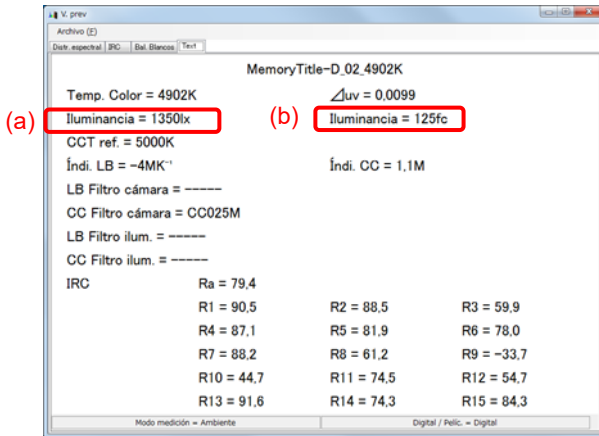 V. prev
Archivo (F)
Distr. espectral IRC Bal. Blancos Text
MemoryTitle-D_02_4902K
Temp. Color = 4902K ⊿uv = 0,0099
(a) Iluminancia = 1350lx (b) Iluminancia = 125fc
CCT ref. = 5000K
Índi. LB = -4MK⁻¹ Índi. CC = 1,1M
LB Filtro cámara = -----
CC Filtro cámara = CC025M
LB Filtro ilum. = -----
CC Filtro ilum. = -----
IRC Ra = 79,4
R1 = 90,5 R2 = 88,5 R3 = 59,9
R4 = 87,1 R5 = 81,9 R6 = 78,0
R7 = 88,2 R8 = 61,2 R9 = -33,7
R10 = 44,7 R11 = 74,5 R12 = 54,7
R13 = 91,6 R14 = 74,3 R15 = 84,3
Modo medición = Ambiente Digital / Pelíc. = Digital